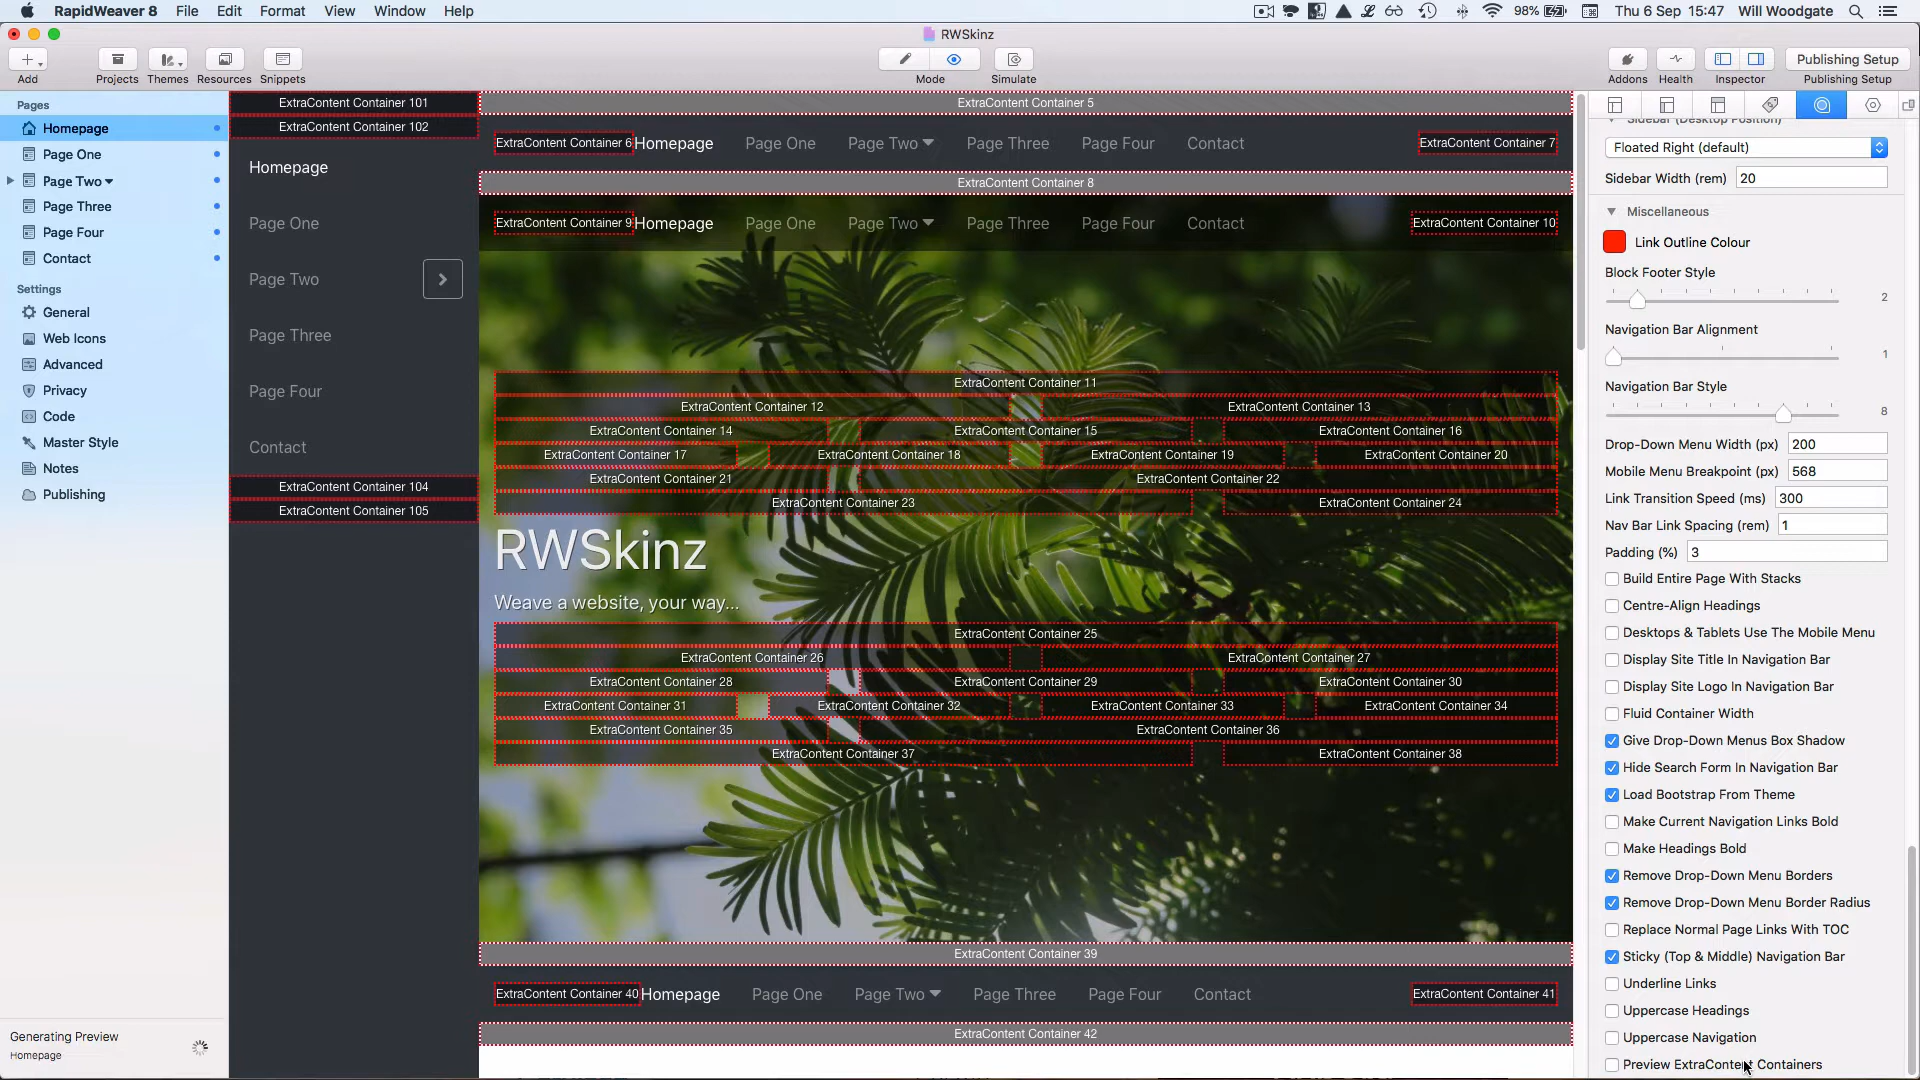 RapidWeaver 8 File Edit Format View Window Help
98% Thu 6 Sep 15:47 Will Woodgate
RWSkinz
Add Projects Themes Resources Snippets Mode Simulate Addons Health Inspector Publishing Setup
Publishing Setup
Pages
Homepage
Page One
Page Two
Page Three
Page Four
Contact
Settings
General
Web Icons
Advanced
Privacy
Code
Master Style
Notes
Publishing
Generating Preview
Homepage
ExtraContent Container 101
ExtraContent Container 102
Homepage
Page One
Page Two
Page Three
Page Four
Contact
ExtraContent Container 104
ExtraContent Container 105
ExtraContent Container 5
ExtraContent Container 6 Homepage Page One Page Two Page Three Page Four Contact ExtraContent Container 7
ExtraContent Container 8
ExtraContent Container 9 Homepage Page One Page Two Page Three Page Four Contact ExtraContent Container 10
ExtraContent Container 11
ExtraContent Container 12 ExtraContent Container 13
ExtraContent Container 14 ExtraContent Container 15 ExtraContent Container 16
ExtraContent Container 17 ExtraContent Container 18 ExtraContent Container 19 ExtraContent Container 20
ExtraContent Container 21 ExtraContent Container 22
ExtraContent Container 23 ExtraContent Container 24
RWSkinz
Weave a website, your way...
ExtraContent Container 25
ExtraContent Container 26 ExtraContent Container 27
ExtraContent Container 28 ExtraContent Container 29 ExtraContent Container 30
ExtraContent Container 31 ExtraContent Container 32 ExtraContent Container 33 ExtraContent Container 34
ExtraContent Container 35 ExtraContent Container 36
ExtraContent Container 37 ExtraContent Container 38
ExtraContent Container 39
ExtraContent Container 40 Homepage Page One Page Two Page Three Page Four Contact ExtraContent Container 41
ExtraContent Container 42
Sidebar (Desktop Position)
Floated Right (default)
Sidebar Width (rem) 20
Miscellaneous
Link Outline Colour
Block Footer Style
2
Navigation Bar Alignment
1
Navigation Bar Style
8
Drop-Down Menu Width (px) 200
Mobile Menu Breakpoint (px) 568
Link Transition Speed (ms) 300
Nav Bar Link Spacing (rem) 1
Padding (%) 3
Build Entire Page With Stacks
Centre-Align Headings
Desktops & Tablets Use The Mobile Menu
Display Site Title In Navigation Bar
Display Site Logo In Navigation Bar
Fluid Container Width
Give Drop-Down Menus Box Shadow
Hide Search Form In Navigation Bar
Load Bootstrap From Theme
Make Current Navigation Links Bold
Make Headings Bold
Remove Drop-Down Menu Borders
Remove Drop-Down Menu Border Radius
Replace Normal Page Links With TOC
Sticky (Top & Middle) Navigation Bar
Underline Links
Uppercase Headings
Uppercase Navigation
Preview ExtraContent Containers